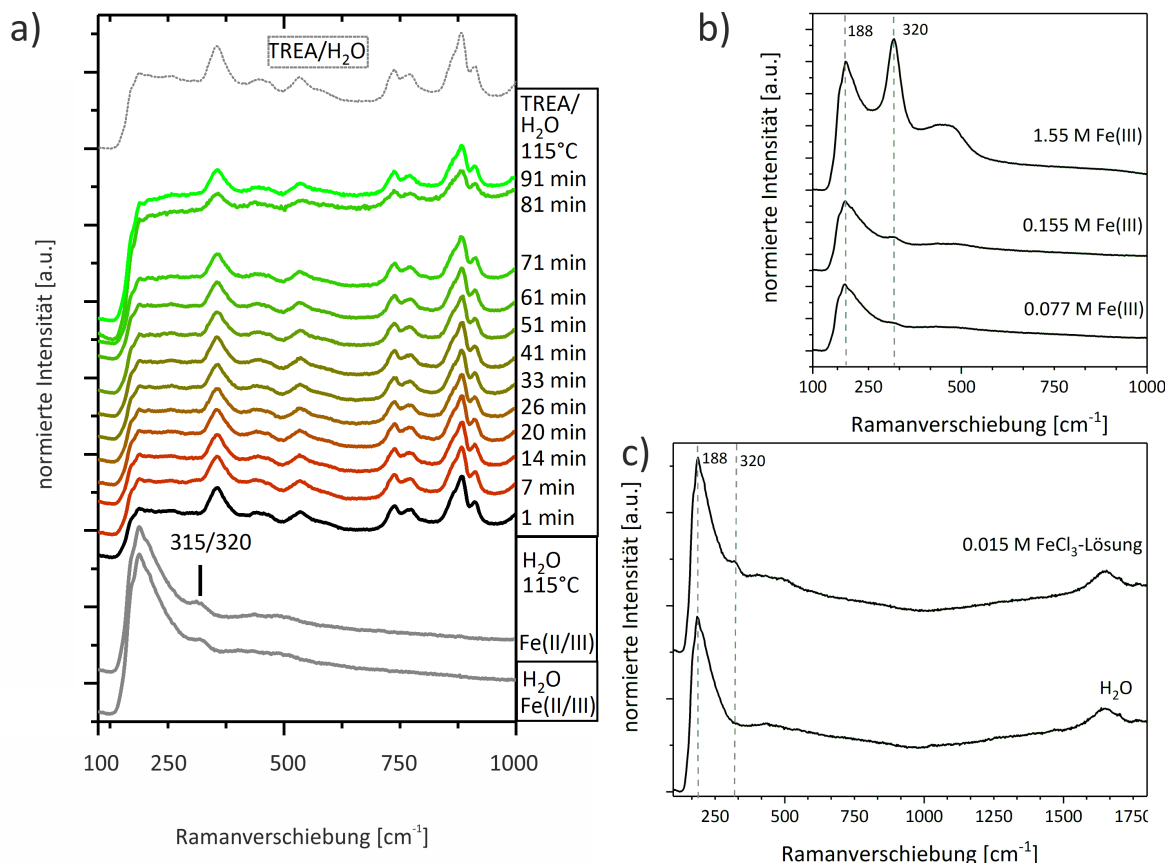 a)
normierte Intensität [a.u.]
TREA/H₂O
TREA/
H₂O
115°C
91 min
81 min
71 min
61 min
51 min
41 min
33 min
26 min
20 min
14 min
7 min
1 min
315/320
H₂O
115°C
Fe(II/III)
H₂O
Fe(II/III)
100 250 500 750 1000
Ramanverschiebung [cm⁻¹]
b)
normierte Intensität [a.u.]
188 320
1.55 M Fe(III)
0.155 M Fe(III)
0.077 M Fe(III)
100 250 500 750 1000
Ramanverschiebung [cm⁻¹]
c)
normierte Intensität [a.u.]
188 320
0.015 M FeCl₃-Lösung
H₂O
250 500 750 1000 1250 1500 1750
Ramanverschiebung [cm⁻¹]